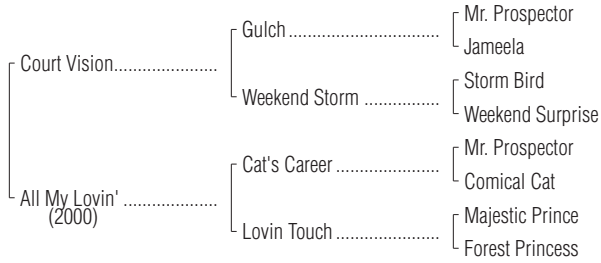 Mr. Prospector
Gulch
Jameela
Court Vision
Storm Bird
Weekend Storm
Weekend Surprise
Mr. Prospector
Cat's Career
Comical Cat
All My Lovin'
(2000)
Majestic Prince
Lovin Touch
Forest Princess